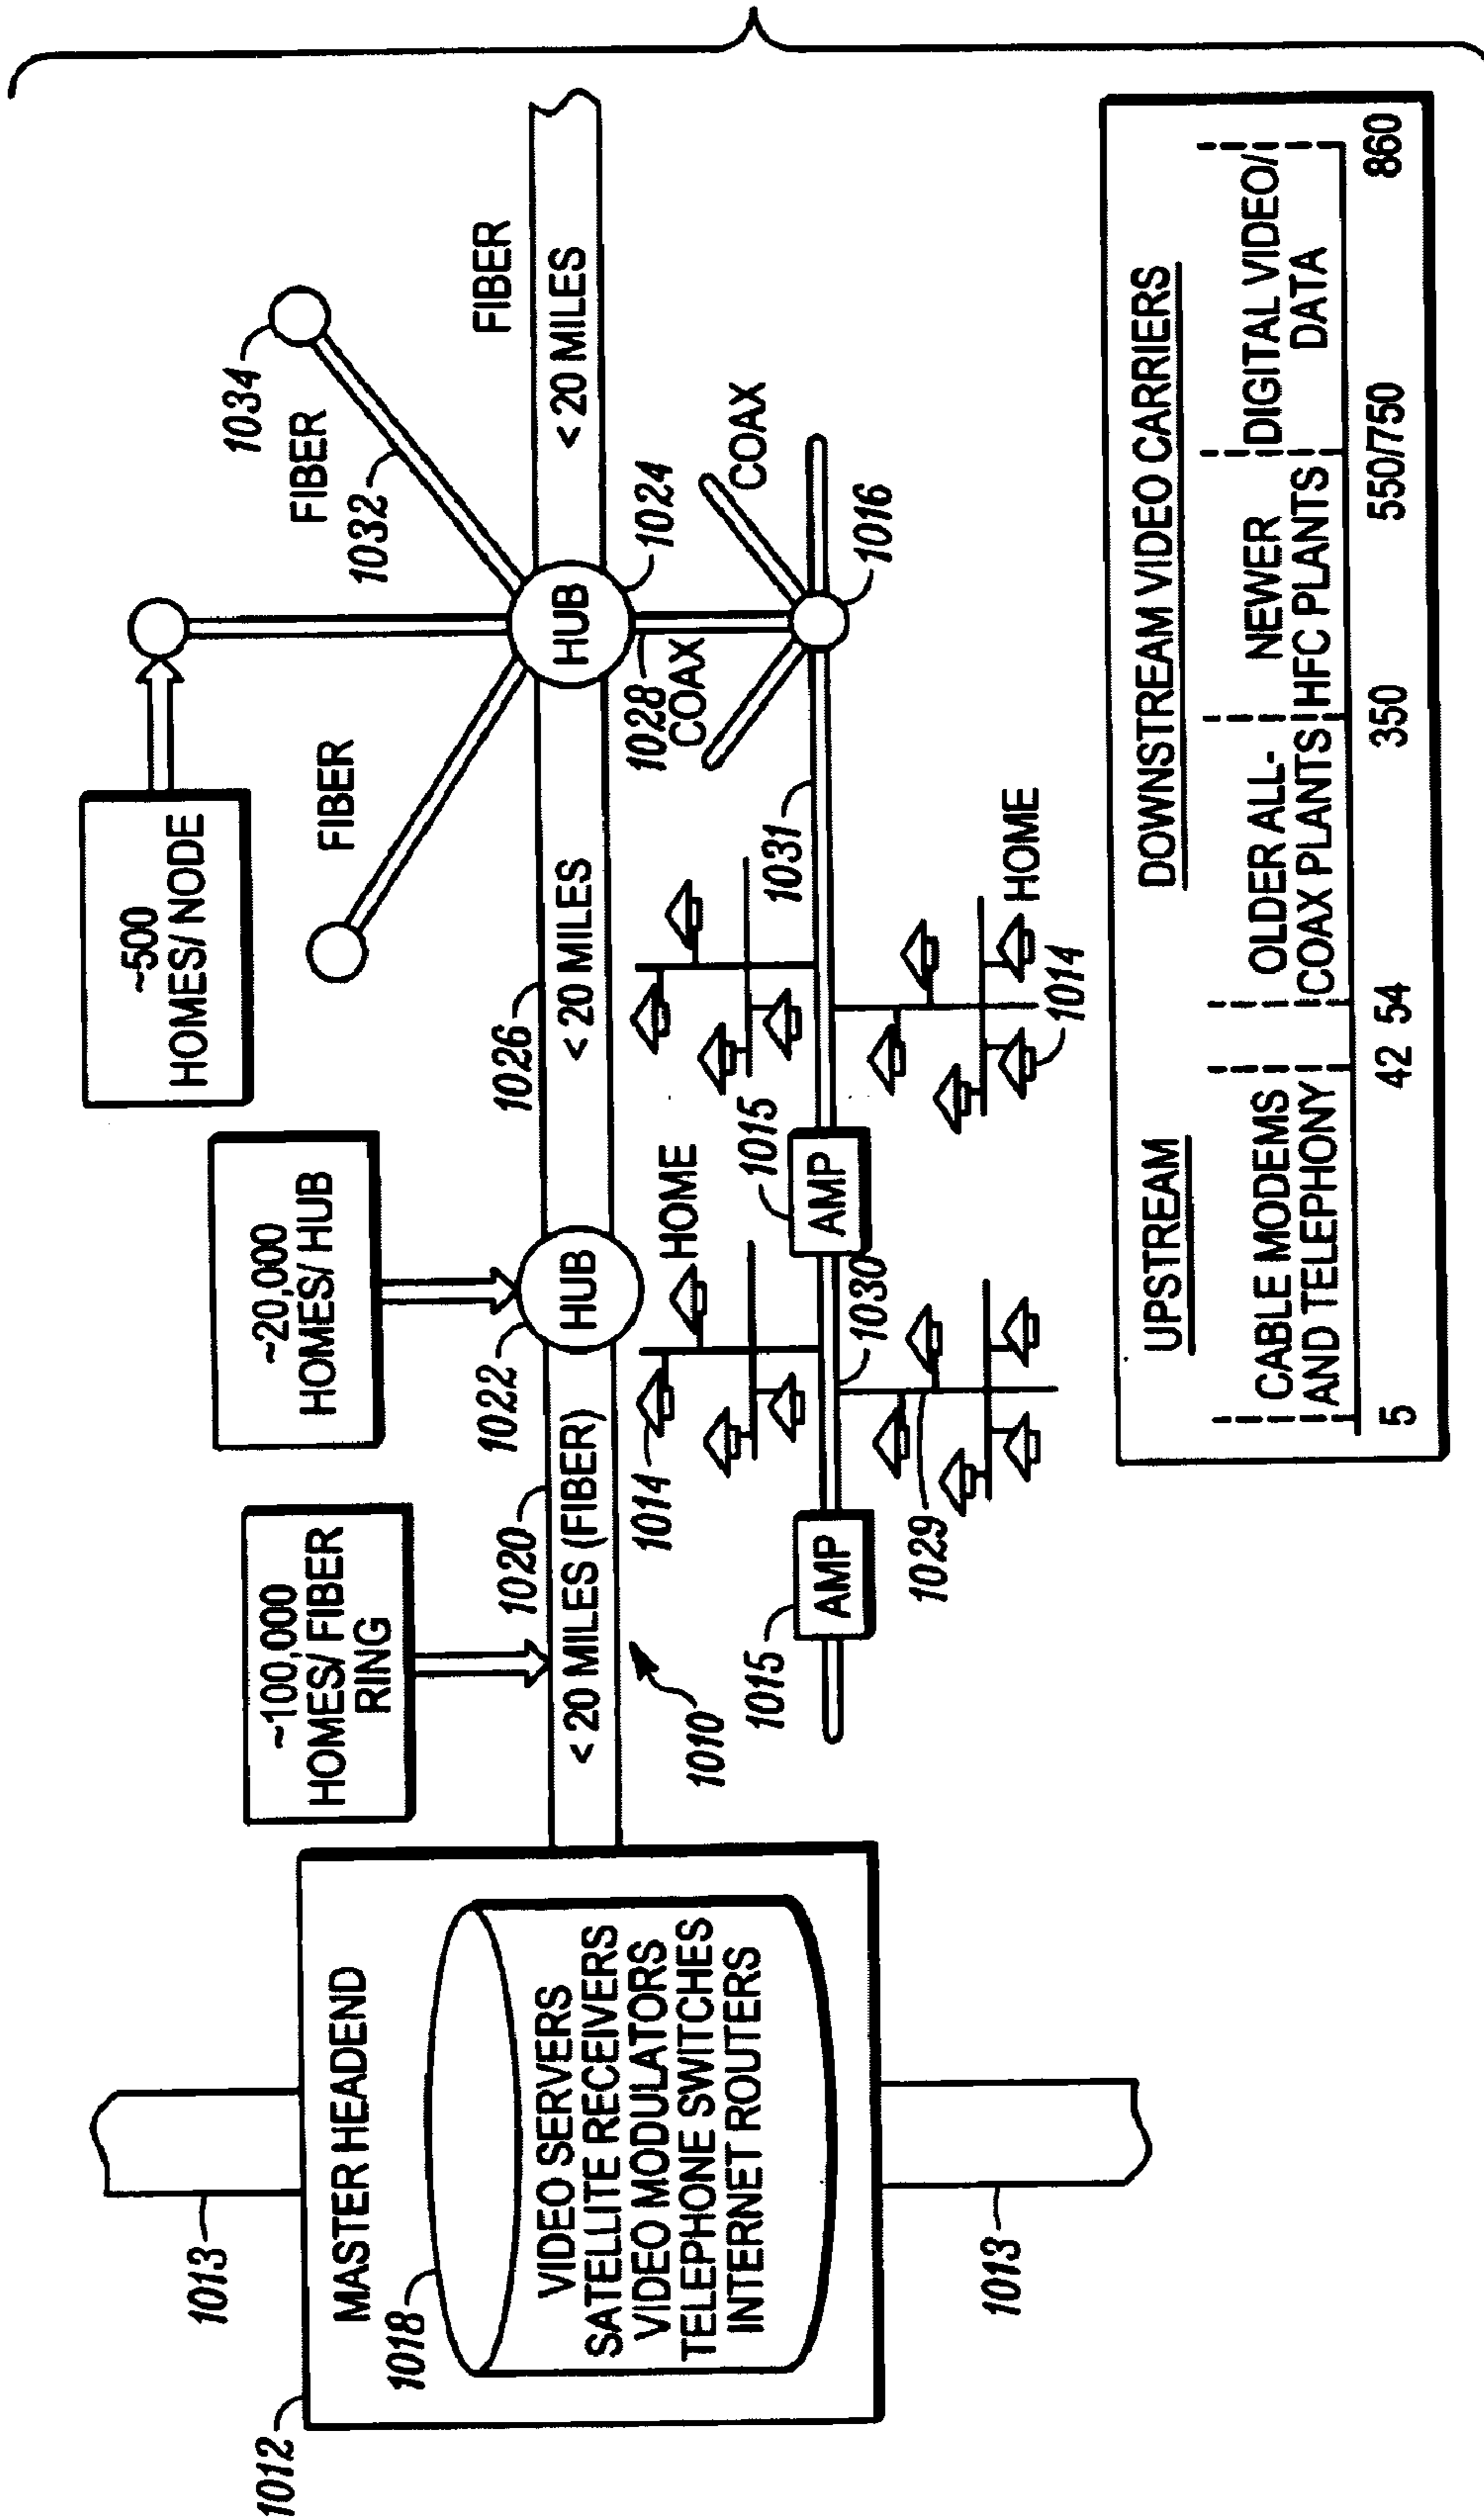 1012
1013
MASTER HEADEND
1018
VIDEO SERVERS
SATELLITE RECEIVERS
VIDEO MODULATORS
TELEPHONE SWITCHES
INTERNET ROUTERS
1013
~100,000
HOMES/FIBER
RING
~20,000
HOMES/HUB
~500
HOMES/NODE
1020
< 20 MILES (FIBER)
1010
1022
HUB
1026
< 20 MILES
FIBER
FIBER
1032
1034
HUB
1024
FIBER
< 20 MILES
1028
COAX
COAX
1016
1031
1014
HOME
1015
AMP
1015
AMP
1030
1029
HOME
1014
UPSTREAM
DOWNSTREAM VIDEO CARRIERS
CABLE MODEMS
AND TELEPHONY
OLDER ALL-
COAX PLANTS
NEWER
HFC PLANTS
DIGITAL VIDEO/
DATA
5
42
54
350
550/750
860